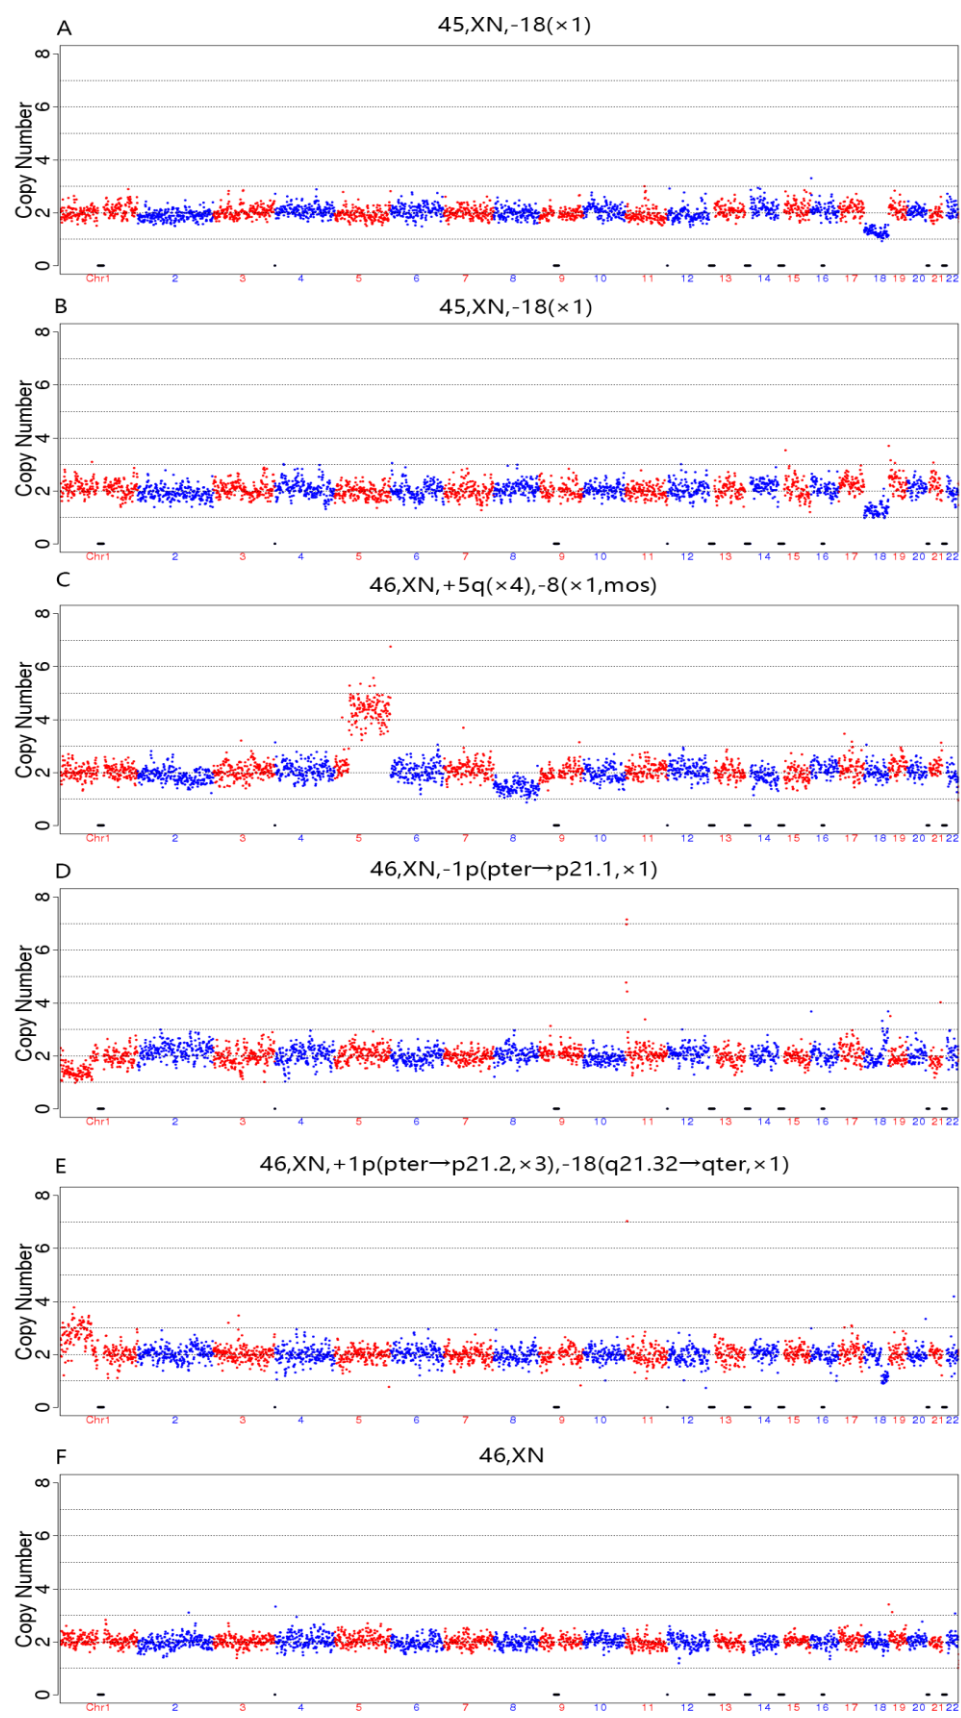 A
45,XN,-18(×1)
Copy Number
8
6
4
2
0
Chr1 2 3 4 5 6 7 8 9 10 11 12 13 14 15 16 17 18 19 20 21 22
B
45,XN,-18(×1)
Copy Number
8
6
4
2
0
Chr1 2 3 4 5 6 7 8 9 10 11 12 13 14 15 16 17 18 19 20 21 22
C
46,XN,+5q(×4),-8(×1,mos)
Copy Number
8
6
4
2
0
Chr1 2 3 4 5 6 7 8 9 10 11 12 13 14 15 16 17 18 19 20 21 22
D
46,XN,-1p(pter→p21.1,×1)
Copy Number
8
6
4
2
0
Chr1 2 3 4 5 6 7 8 9 10 11 12 13 14 15 16 17 18 19 20 21 22
E
46,XN,+1p(pter→p21.2,×3),-18(q21.32→qter,×1)
Copy Number
8
6
4
2
0
Chr1 2 3 4 5 6 7 8 9 10 11 12 13 14 15 16 17 18 19 20 21 22
F
46,XN
Copy Number
8
6
4
2
0
Chr1 2 3 4 5 6 7 8 9 10 11 12 13 14 15 16 17 18 19 20 21 22